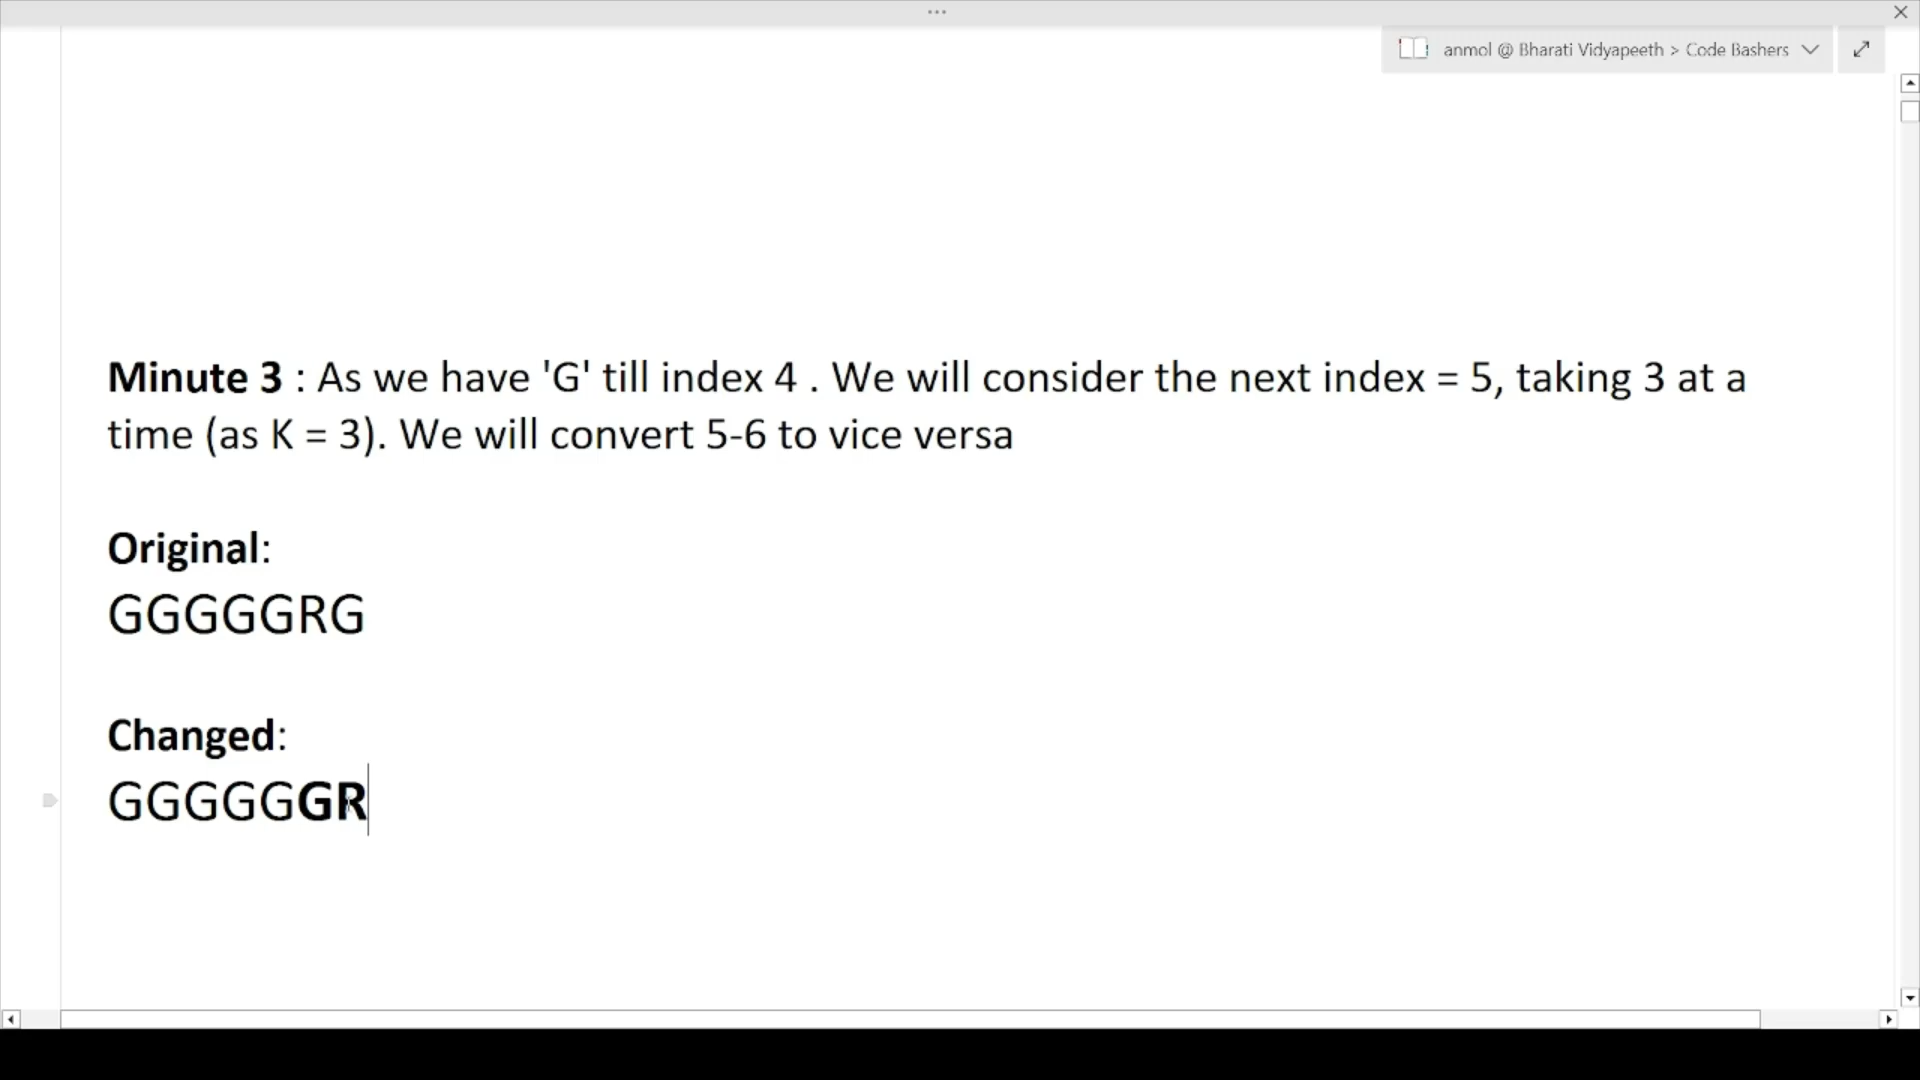 ...
anmol @ Bharati Vidyapeeth > Code Bashers
Minute 3 : As we have 'G' till index 4 . We will consider the next index = 5, taking 3 at a
time (as K = 3). We will convert 5-6 to vice versa
Original:
GGGGGRG
Changed:
GGGGGGR